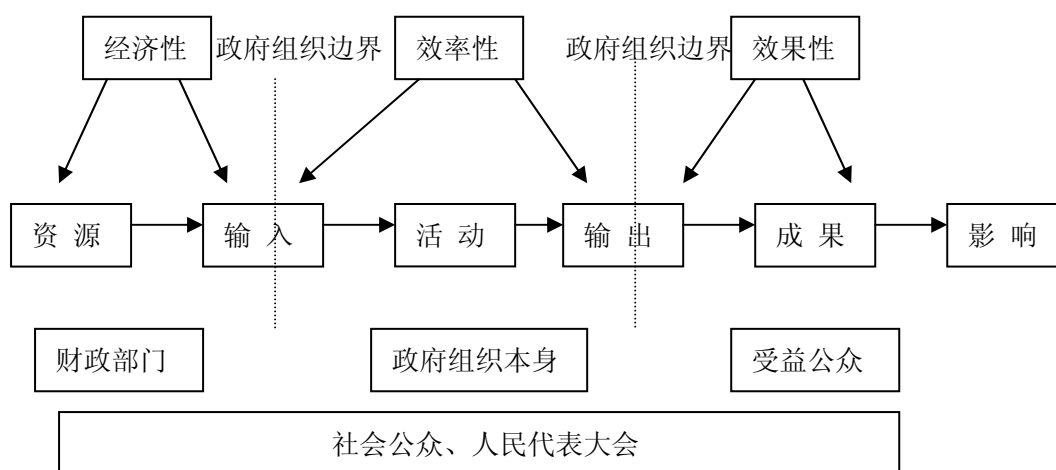 经济性 政府组织边界 效率性 政府组织边界 效果性
资 源 输 入 活 动 输 出 成 果 影 响
财政部门 政府组织本身 受益公众
社会公众、人民代表大会